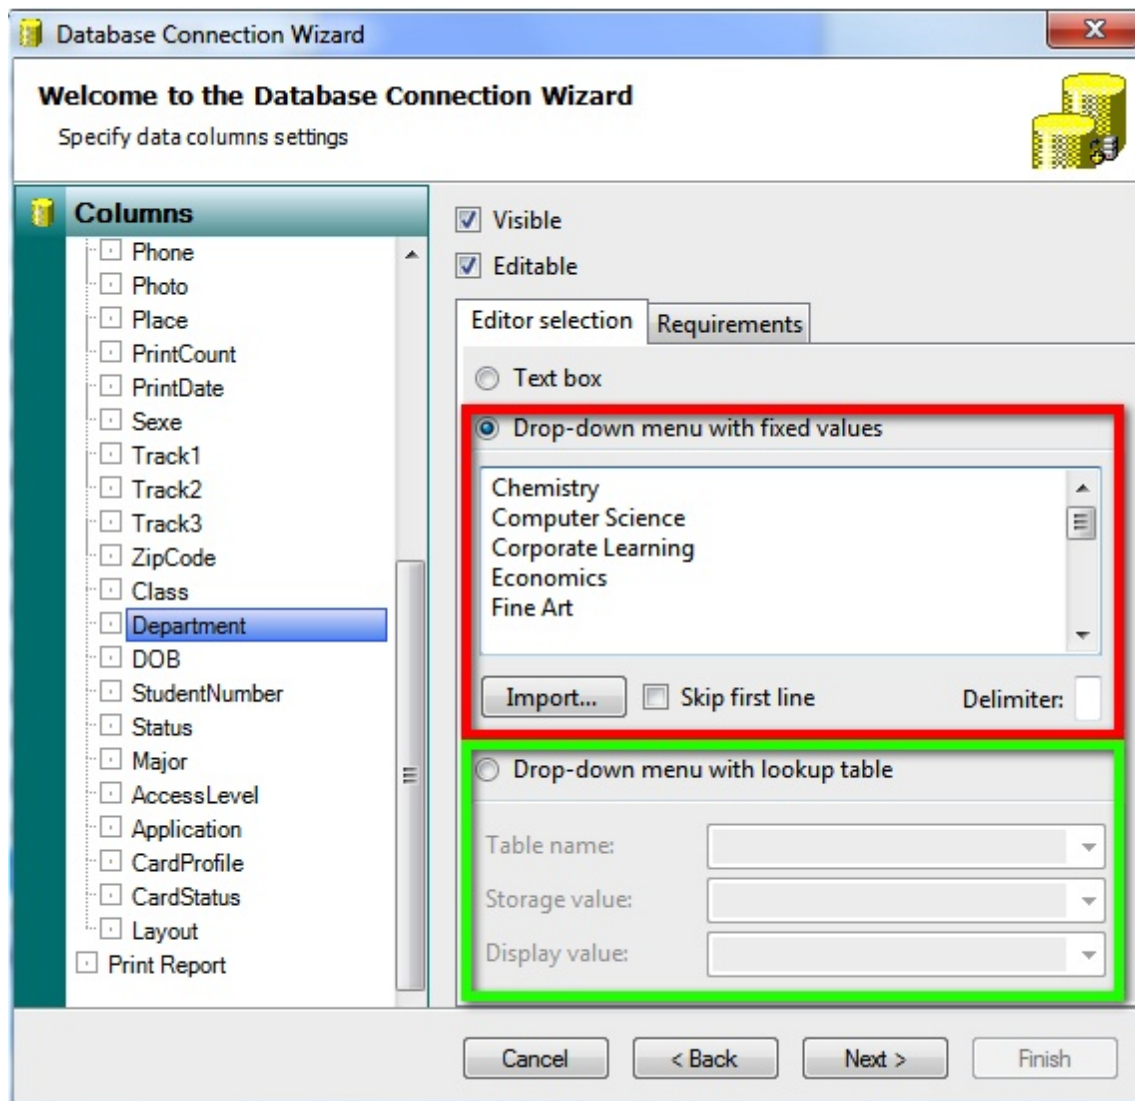 Database Connection Wizard
Welcome to the Database Connection Wizard
Specify data columns settings
Columns
Phone
Photo
Place
PrintCount
PrintDate
Sexe
Track1
Track2
Track3
ZipCode
Class
Department
DOB
StudentNumber
Status
Major
AccessLevel
Application
CardProfile
CardStatus
Layout
Print Report
Visible
Editable
Editor selection Requirements
Text box
Drop-down menu with fixed values
Chemistry
Computer Science
Corporate Learning
Economics
Fine Art
Import... Skip first line Delimiter:
Drop-down menu with lookup table
Table name:
Storage value:
Display value:
Cancel < Back Next > Finish